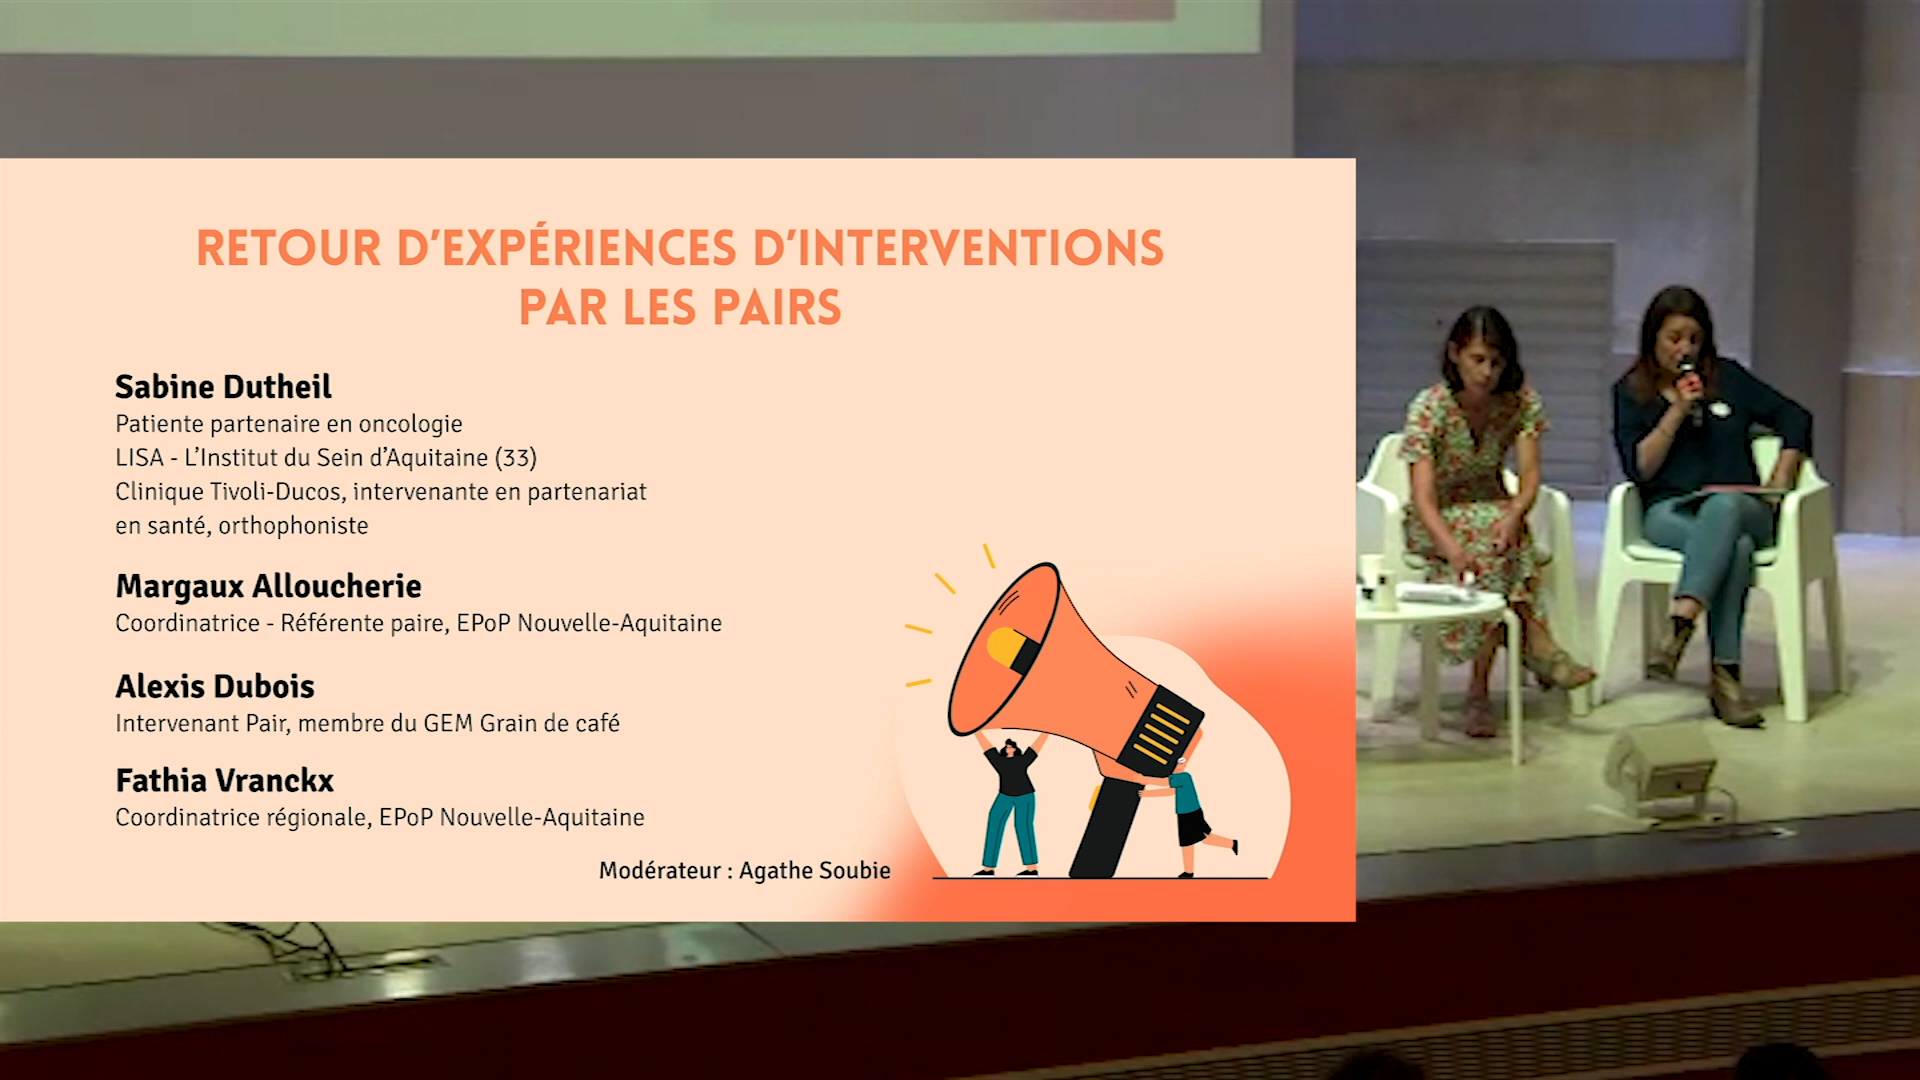 RETOUR D'EXPÉRIENCES D'INTERVENTIONS
PAR LES PAIRS
Sabine Dutheil
Patiente partenaire en oncologie
LISA - L'Institut du Sein d'Aquitaine (33)
Clinique Tivoli-Ducos, intervenante en partenariat
en santé, orthophoniste
Margaux Alloucherie
Coordinatrice - Référente paire, EPoP Nouvelle-Aquitaine
Alexis Dubois
Intervenant Pair, membre du GEM Grain de café
Fathia Vranckx
Coordinatrice régionale, EPoP Nouvelle-Aquitaine
Modérateur : Agathe Soubie